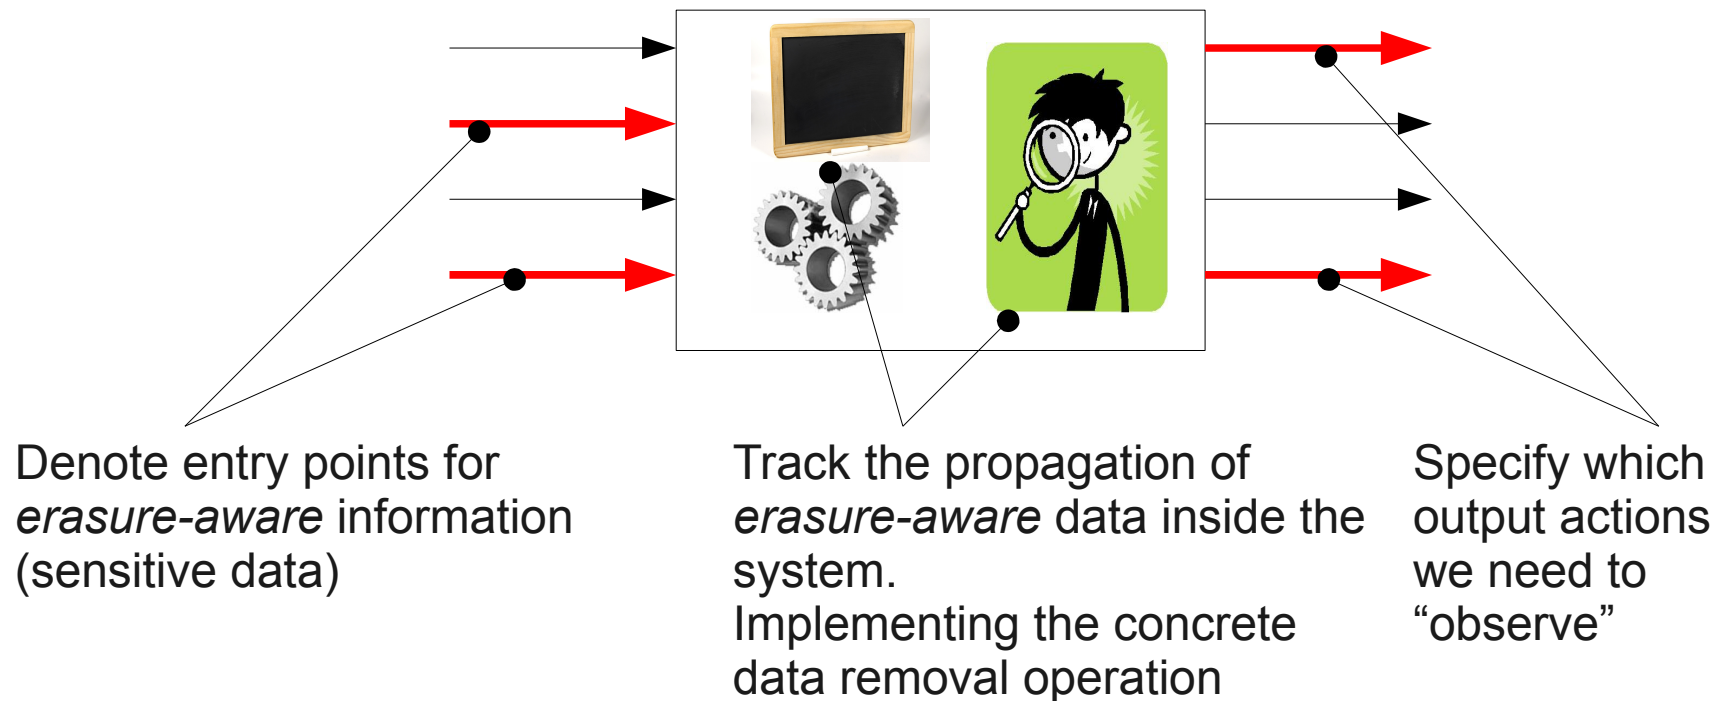 Denote entry points for
erasure-aware information
(sensitive data)
Track the propagation of
erasure-aware data inside the
system.
Implementing the concrete
data removal operation
Specify which
output actions
we need to
“observe”